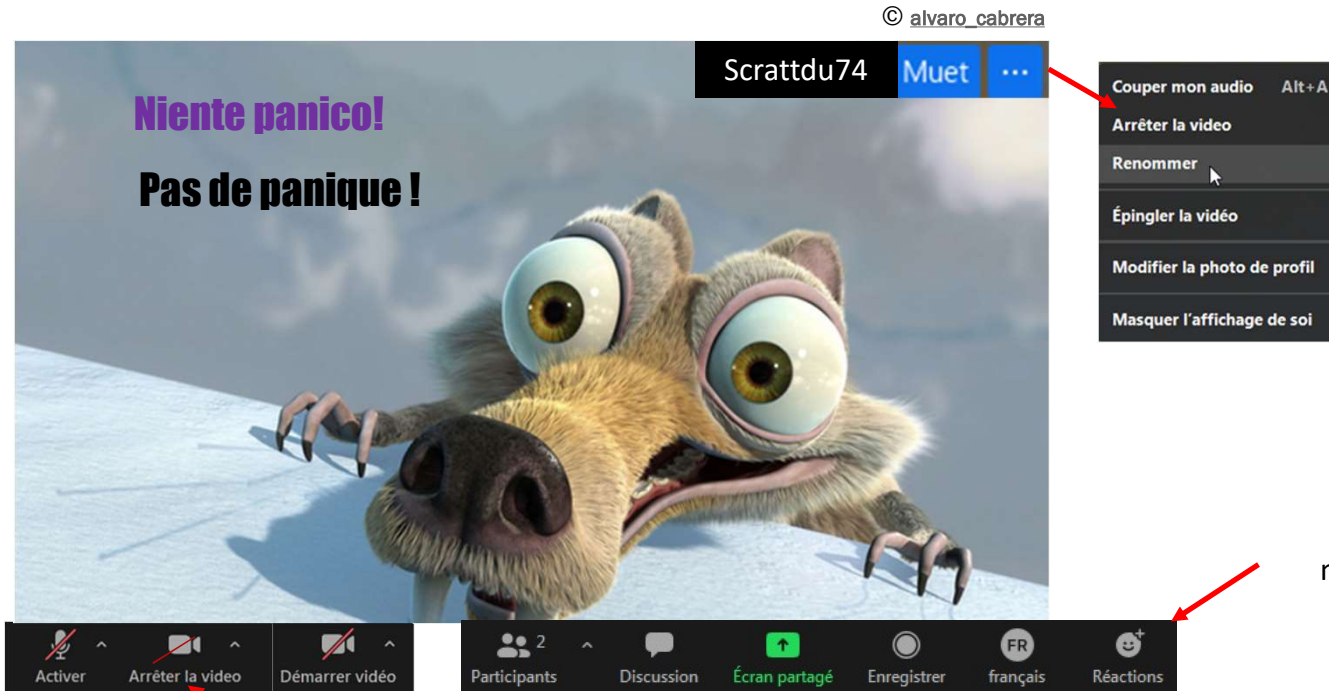 © alvaro_cabrera
Scrattdu74 Muet ...
Niente panico!
Pas de panique !
Couper mon audio Alt+A
Arrêter la video
Renommer
Épingler la vidéo
Modifier la photo de profil
Masquer l'affichage de soi
Activer
Arrêter la video
Démarrer vidéo
2
Participants
Discussion
Écran partagé
Enregistrer
FR
français
Réactions